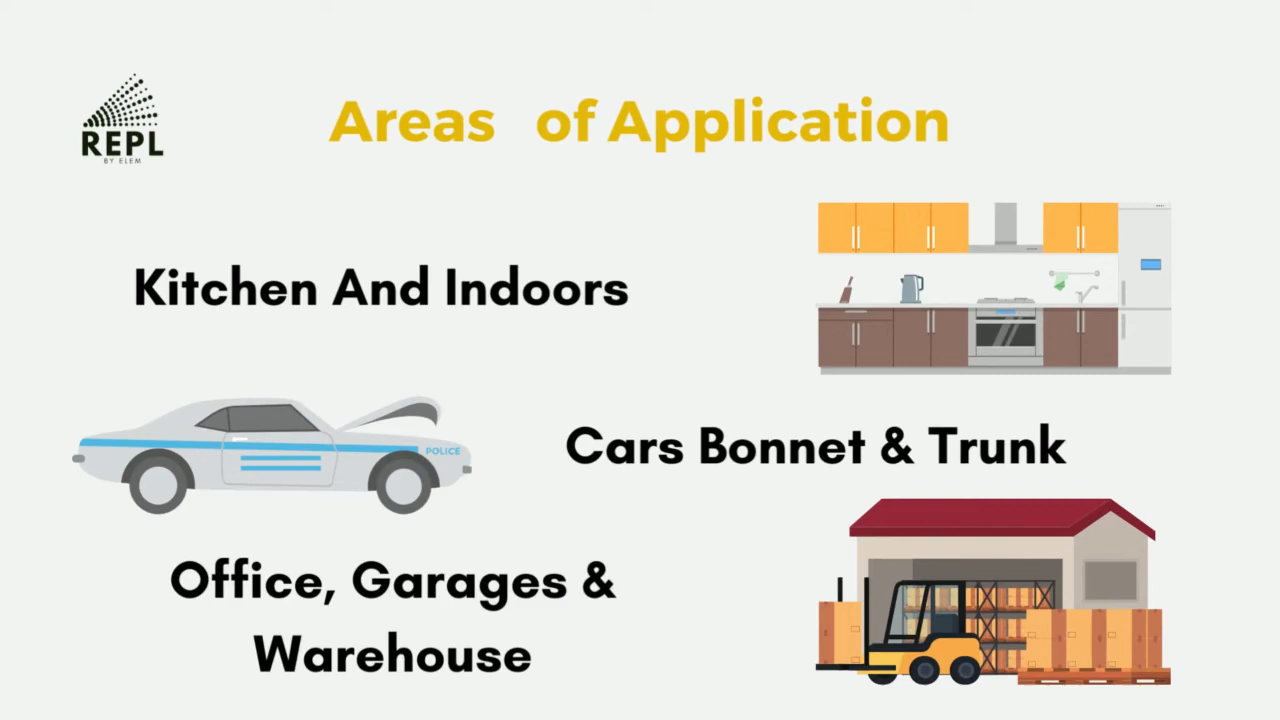 REPL
BY ELEM
Areas of Application
Kitchen And Indoors
POLICE
Cars Bonnet & Trunk
Office, Garages &
Warehouse